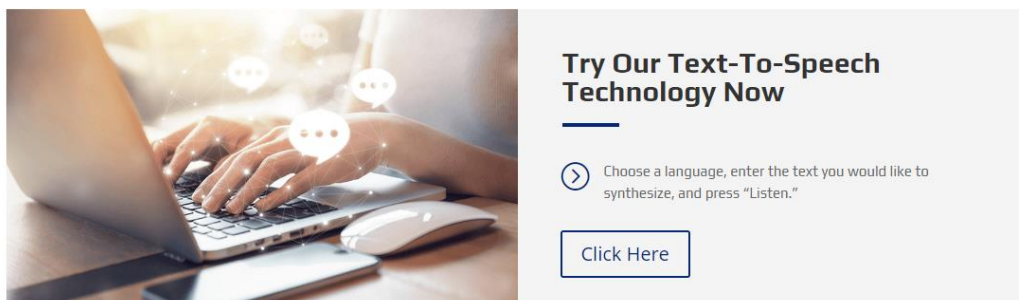 Try Our Text-To-Speech
Technology Now
Choose a language, enter the text you would like to
synthesize, and press “Listen.”
Click Here